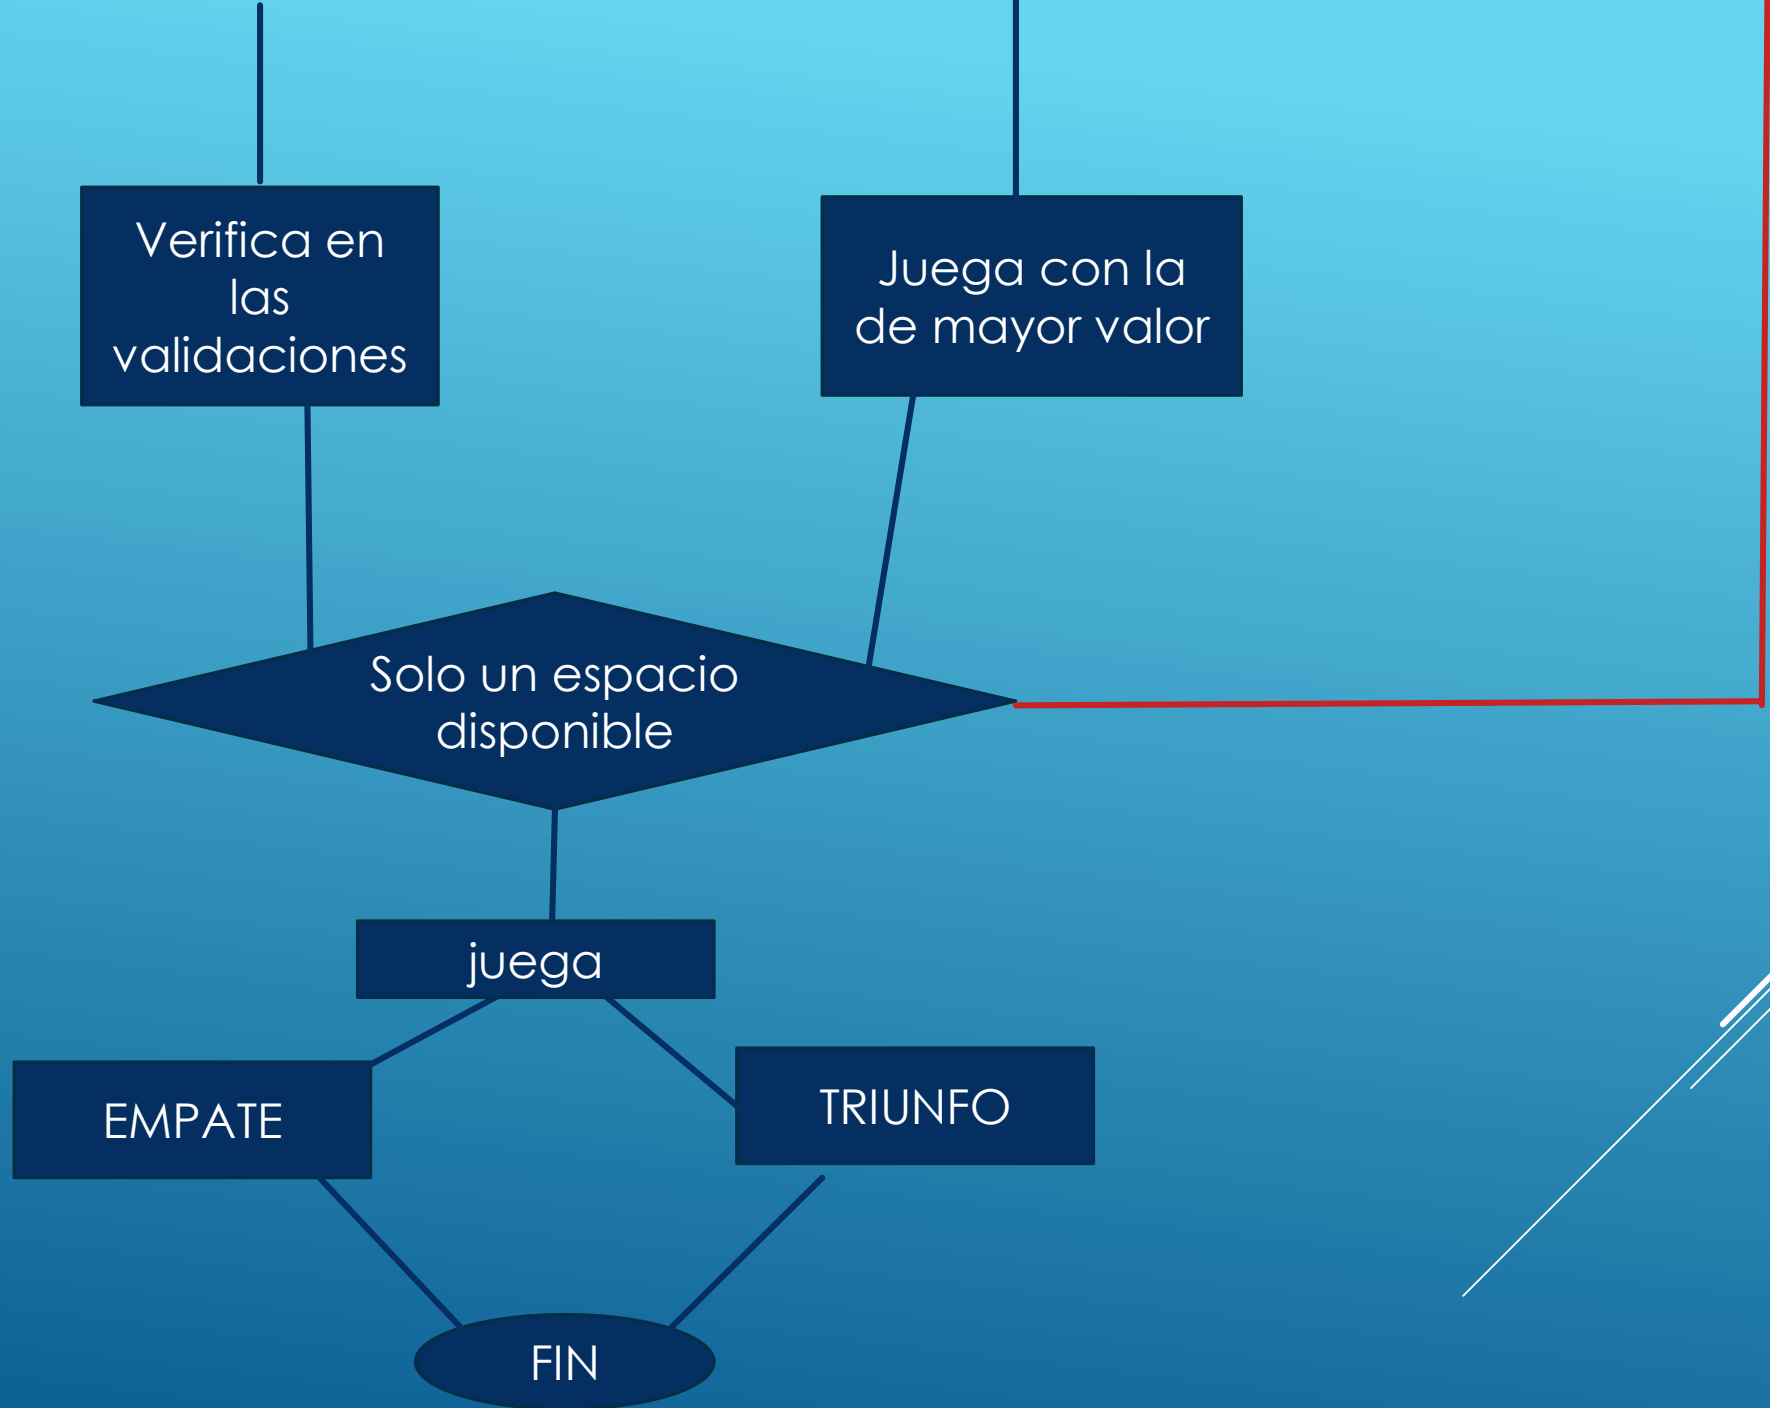 Verifica en
las
validaciones
Juega con la
de mayor valor
Solo un espacio
disponible
juega
EMPATE
TRIUNFO
FIN